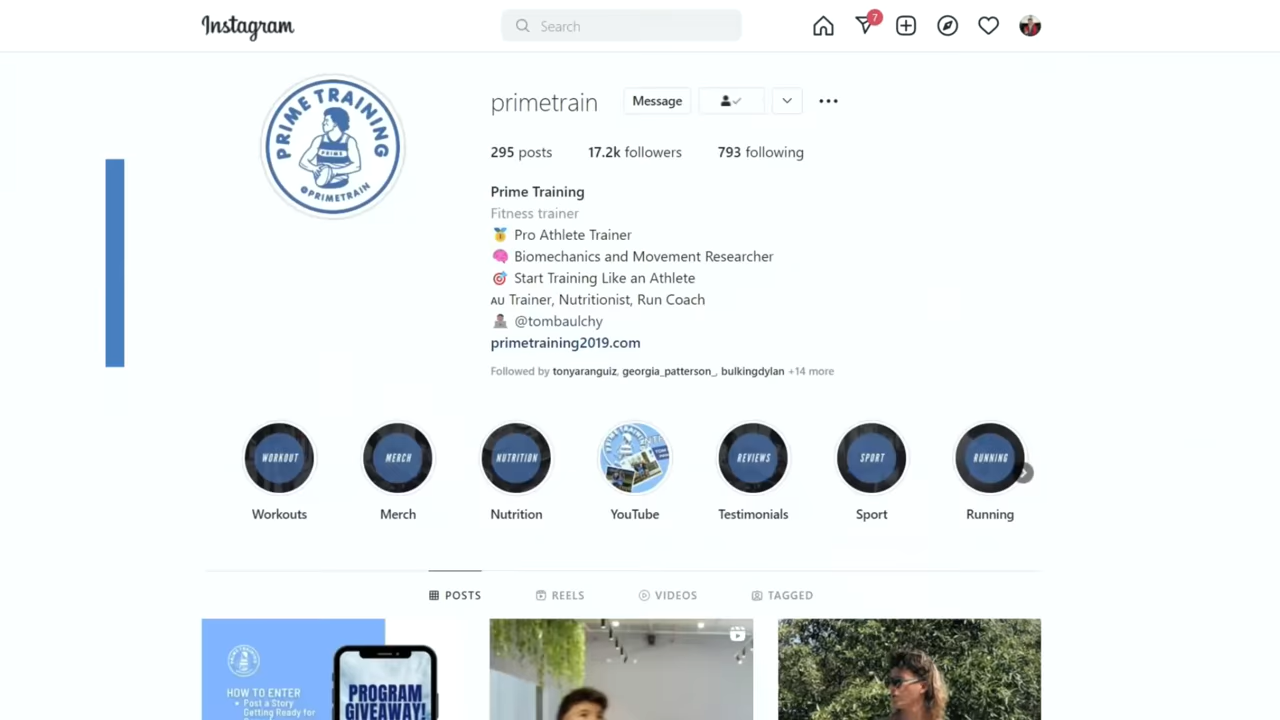 Instagram
Search
7
PRIME TRAINING
PRIME
@PRIMETRAIN
primetrain
Message
295 posts 17.2k followers 793 following
Prime Training
Fitness trainer
🥇 Pro Athlete Trainer
🧠 Biomechanics and Movement Researcher
🎯 Start Training Like an Athlete
AU Trainer, Nutritionist, Run Coach
@tombaulchy
primetraining2019.com
Followed by tonyaranguiz, georgia_patterson_, bulkingdylan +14 more
WORKOUT MERCH NUTRITION REVIEWS SPORT RUNNING
Workouts Merch Nutrition YouTube Testimonials Sport Running
POSTS REELS VIDEOS TAGGED
HOW TO ENTER
• Post a Story
Getting Ready for
PROGRAM
GIVEAWAY!